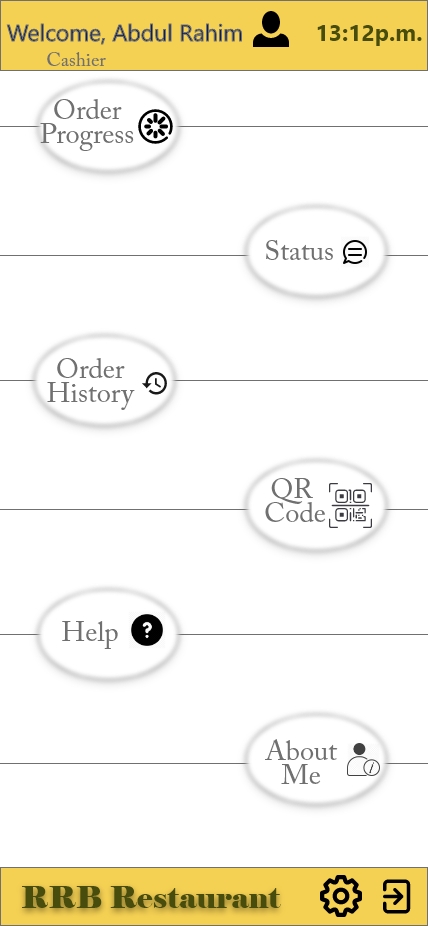 Welcome, Abdul Rahim
13:12p.m.
Cashier
Order
Progress
Status
Order
History
QR
Code
Help
?
About
Me
i
RRB Restaurant